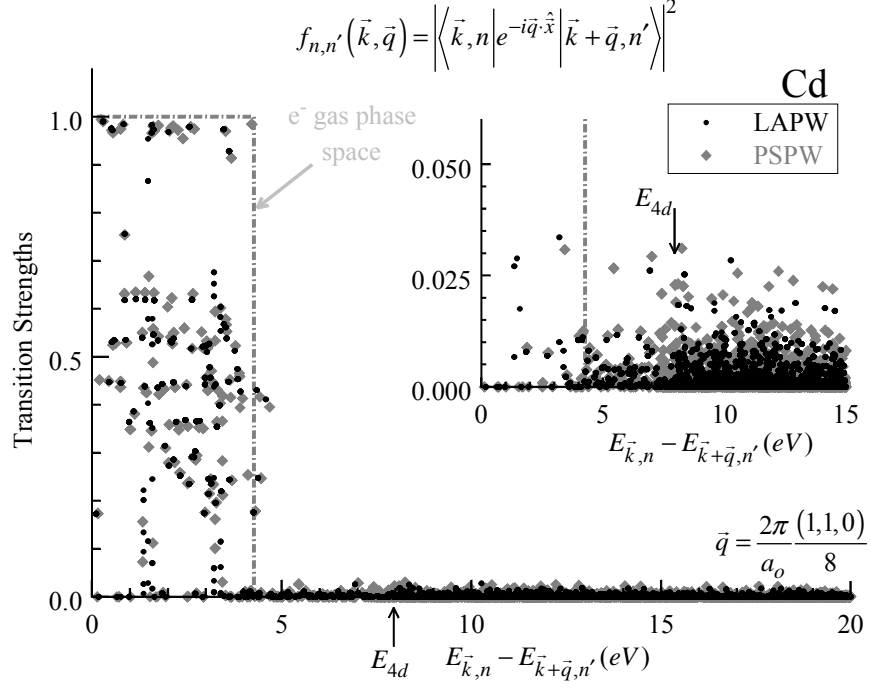 f_{n,n′}(k⃗,q⃗) = |⟨k⃗,n|e^{−iq⃗·x̂⃗}|k⃗+q⃗,n′⟩|²
Cd
LAPW
PSPW
e⁻ gas phase
space
E_{4d}
0.050
0.025
0.000
0 5 10 15
E_{k⃗,n} − E_{k⃗+q⃗,n′} (eV)
Transition Strengths
1.0
0.5
0.0
q⃗ = \frac{2π}{a_o} \frac{(1,1,0)}{8}
0 5 10 15 20
E_{4d}
E_{k⃗,n} − E_{k⃗+q⃗,n′} (eV)